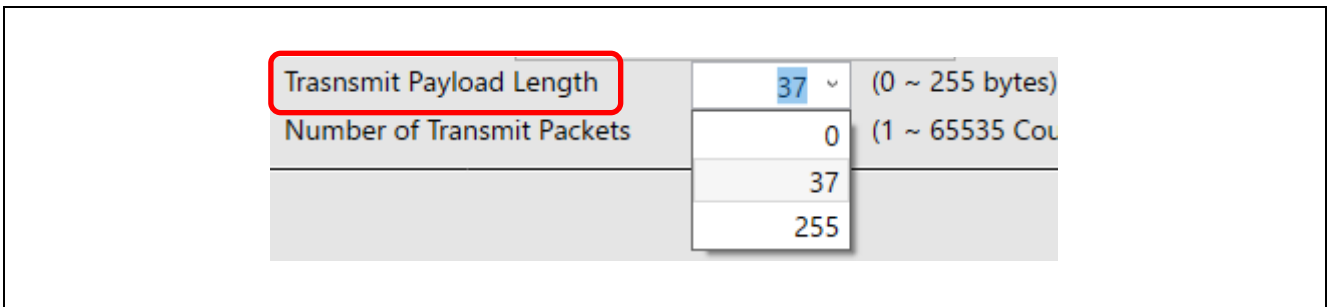 Trasnsmit Payload Length 37 (0 ~ 255 bytes)
Number of Transmit Packets 0 (1 ~ 65535 Cou
37
255